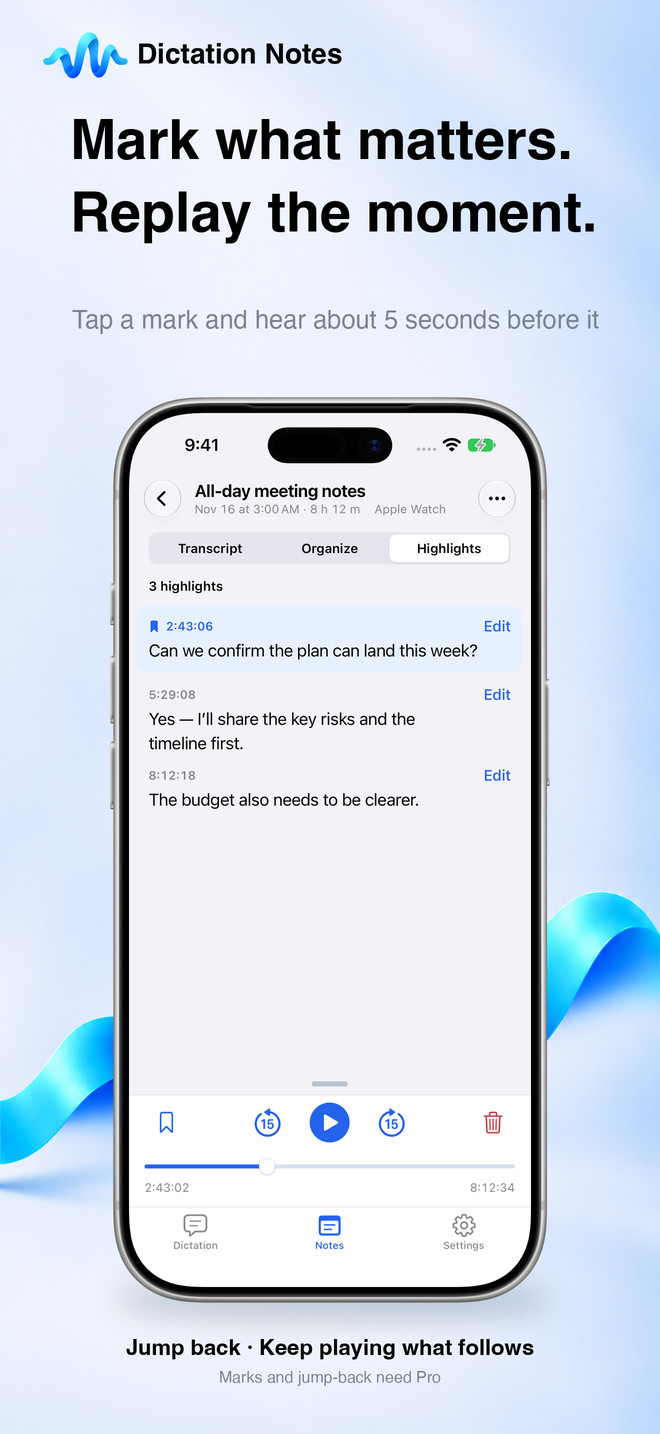 Dictation Notes
Mark what matters.
Replay the moment.
Tap a mark and hear about 5 seconds before it
9:41
All-day meeting notes
Nov 16 at 3:00 AM · 8 h 12 m Apple Watch
Transcript Organize Highlights
3 highlights
2:43:06 Edit
Can we confirm the plan can land this week?
5:29:08 Edit
Yes — I’ll share the key risks and the
timeline first.
8:12:18 Edit
The budget also needs to be clearer.
15 15
2:43:02 8:12:34
Dictation Notes Settings
Jump back · Keep playing what follows
Marks and jump-back need Pro